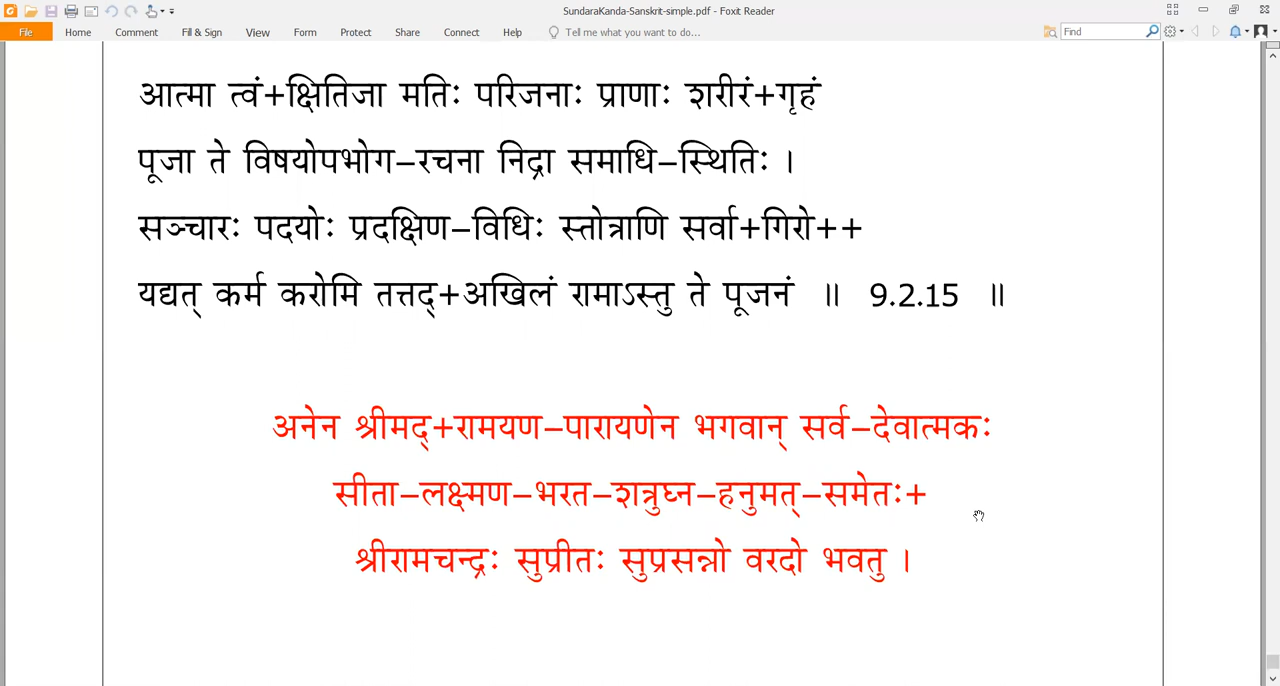 SundaraKanda-Sanskrit-simple.pdf - Foxit Reader
File Home Comment Fill & Sign View Form Protect Share Connect Help Tell me what you want to do... Find
आत्मा त्वं+क्षितिजा मतिः परिजनाः प्राणाः शरीरं+गृहं
पूजा ते विषयोपभोग–रचना निद्रा समाधि–स्थितिः ।
सञ्चारः पदयोः प्रदक्षिण–विधिः स्तोत्राणि सर्वा+गिरो++
यद्यत् कर्म करोमि तत्तद्+अखिलं रामाऽस्तु ते पूजनं ॥ 9.2.15 ॥
अनेन श्रीमद्+रामयण–पारायणेन भगवान् सर्व–देवात्मकः
सीता–लक्ष्मण–भरत–शत्रुघ्न–हनुमत्–समेतः+
श्रीरामचन्द्रः सुप्रीतः सुप्रसन्नो वरदो भवतु ।